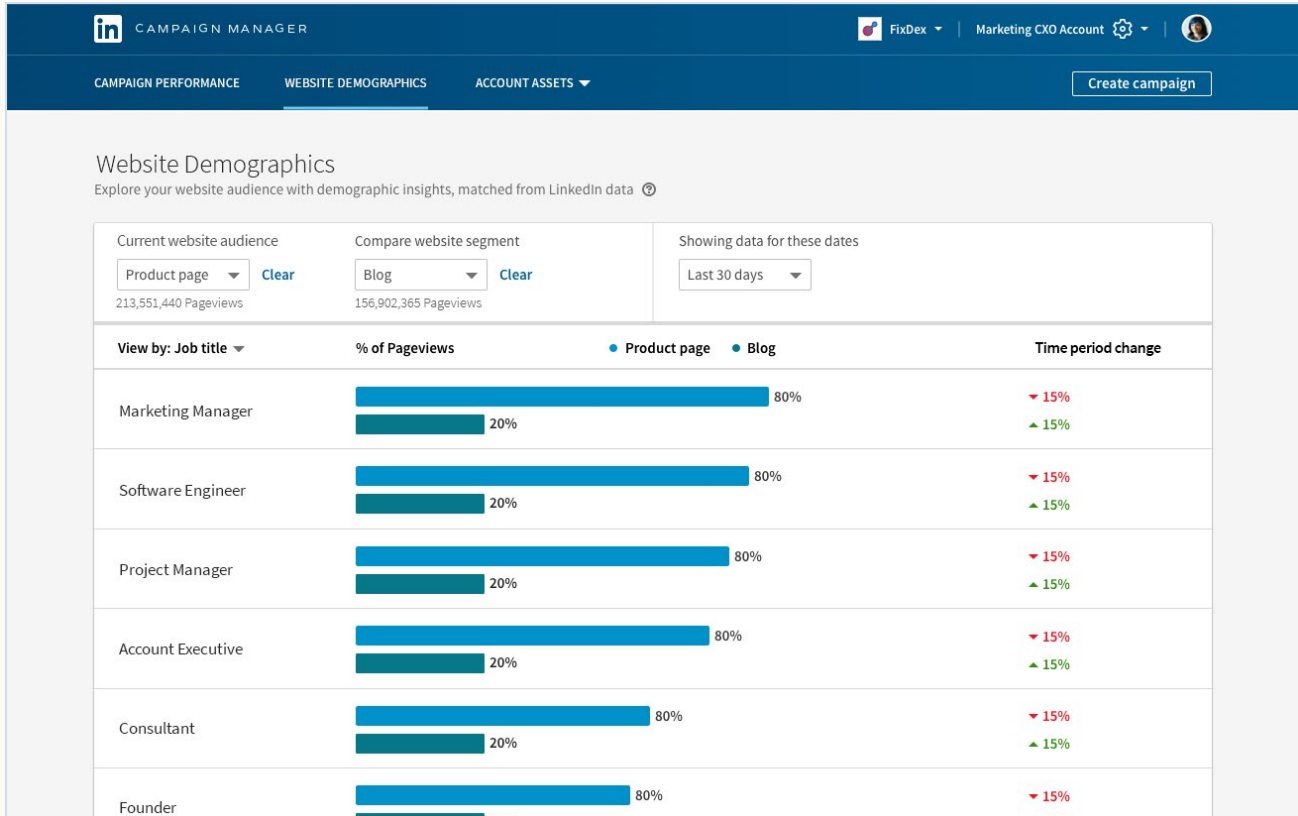 in CAMPAIGN MANAGER FixDex Marketing CXO Account
CAMPAIGN PERFORMANCE WEBSITE DEMOGRAPHICS ACCOUNT ASSETS Create campaign
Website Demographics
Explore your website audience with demographic insights, matched from LinkedIn data ?
Current website audience Compare website segment Showing data for these dates
Product page Clear Blog Clear Last 30 days
213,551,440 Pageviews 156,902,365 Pageviews
View by: Job title % of Pageviews Product page Blog Time period change
80% 15%
Marketing Manager
20% 15%
80% 15%
Software Engineer
20% 15%
80% 15%
Project Manager
20% 15%
80% 15%
Account Executive
20% 15%
80% 15%
Consultant
20% 15%
80% 15%
Founder